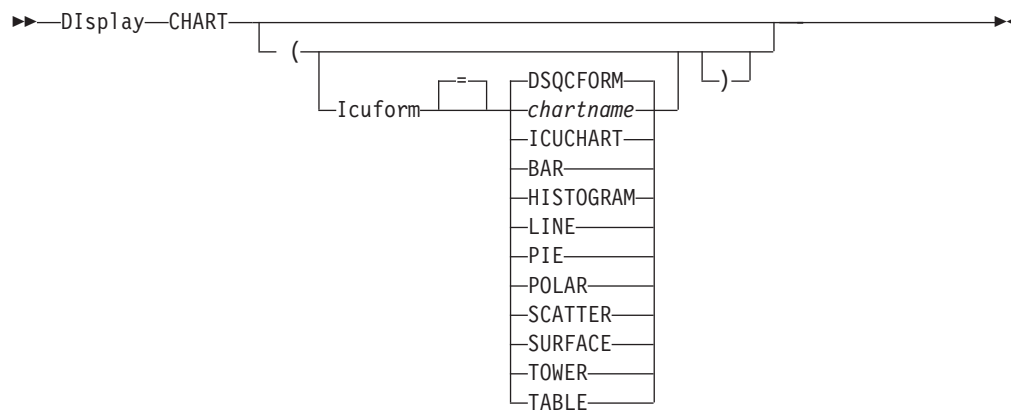 DIsplay CHART
(
Icuform = DSQCFORM )
chartname
ICUCHART
BAR
HISTOGRAM
LINE
PIE
POLAR
SCATTER
SURFACE
TOWER
TABLE